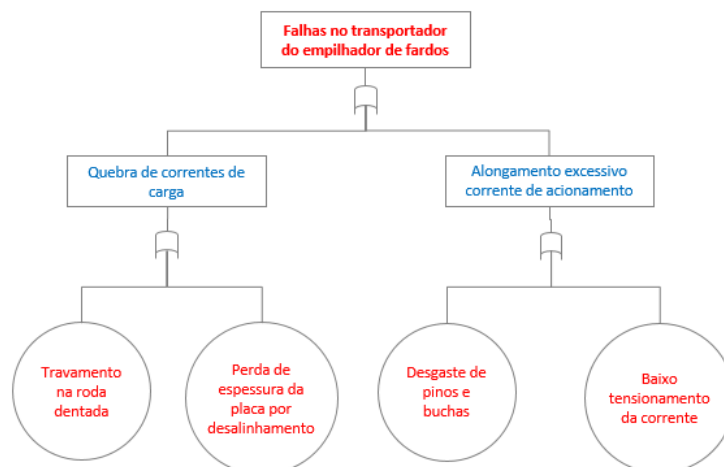 Falhas no transportador
do empilhador de fardos
Quebra de correntes de
carga
Alongamento excessivo
corrente de acionamento
Travamento
na roda
dentada
Perda de
espessura da
placa por
desalinhamento
Desgaste de
pinos e
buchas
Baixo
tensionamento
da corrente